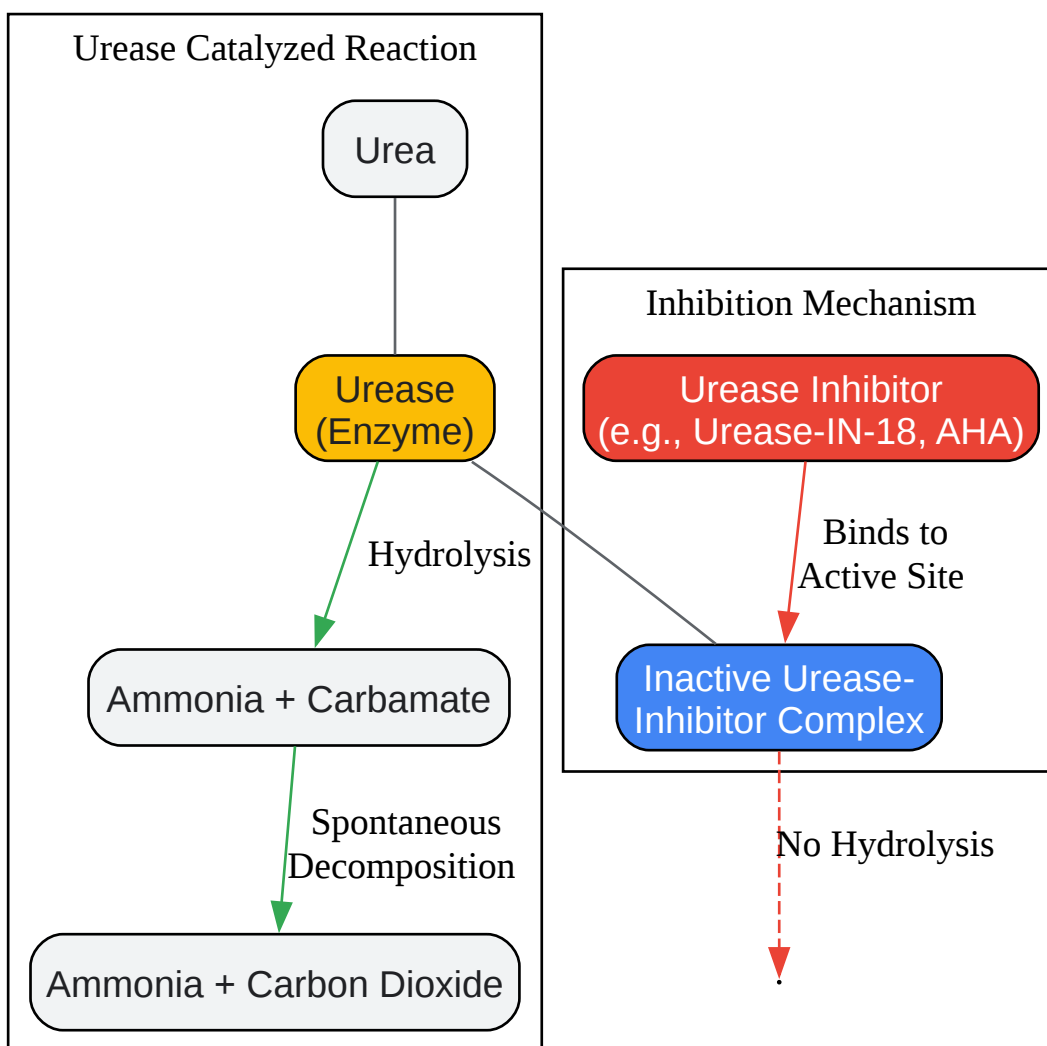 Urease Catalyzed Reaction
Urea
Inhibition Mechanism
Urease
(Enzyme)
Urease Inhibitor
(e.g., Urease-IN-18, AHA)
Hydrolysis
Binds to
Active Site
Ammonia + Carbamate
Inactive Urease-
Inhibitor Complex
Spontaneous
Decomposition
No Hydrolysis
Ammonia + Carbon Dioxide